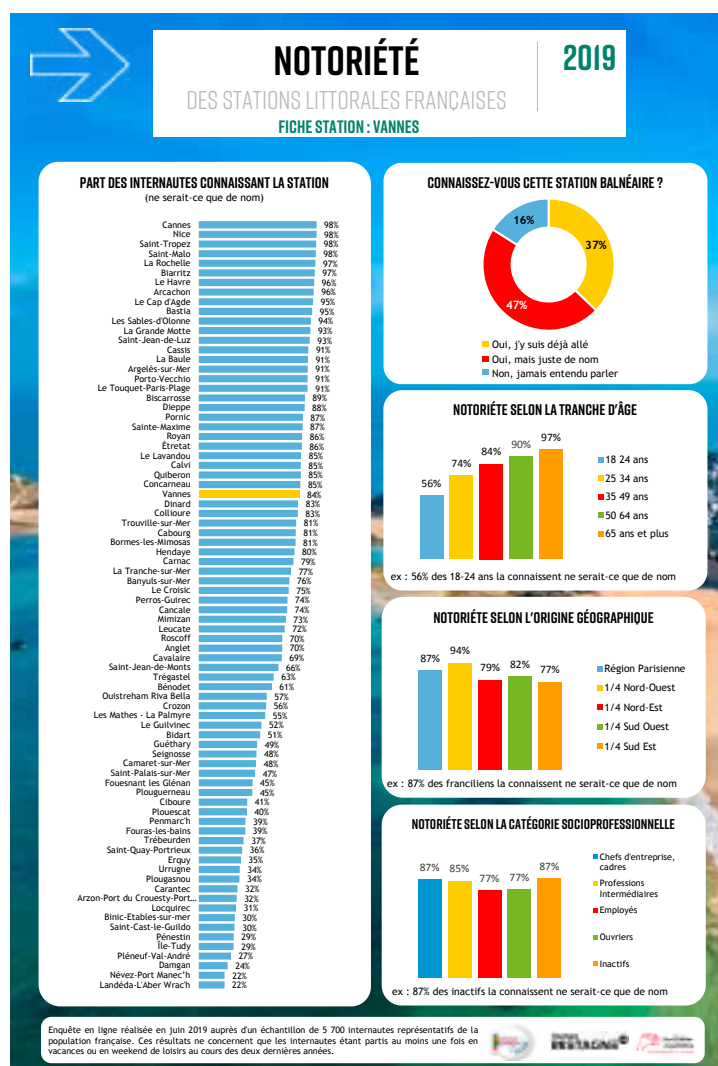 NOTORIÉTÉ
2019
DES STATIONS LITTORALES FRANÇAISES
FICHE STATION : VANNES
PART DES INTERNAUTES CONNAISSANT LA STATION
(ne serait-ce que de nom)
Cannes 98%
Nice 98%
Saint-Tropez 98%
Saint-Malo 98%
La Rochelle 97%
Biarritz 97%
Le Havre 96%
Arcachon 96%
Le Cap d'Agde 95%
Bastia 95%
Les Sables-d'Olonne 94%
La Grande Motte 93%
Saint-Jean-de-Luz 93%
Cassis 91%
La Baule 91%
Argelès-sur-Mer 91%
Porto-Vecchio 91%
Le Touquet-Paris-Plage 91%
Biscarrosse 89%
Dieppe 88%
Pornic 87%
Sainte-Maxime 87%
Royan 86%
Étretat 86%
Le Lavandou 85%
Calvi 85%
Quiberon 85%
Concarneau 85%
Vannes 84%
Dinard 83%
Collioure 83%
Trouville-sur-Mer 81%
Cabourg 81%
Bormes-les-Mimosas 81%
Hendaye 80%
Carnac 79%
La Tranche-sur-Mer 77%
Banyuls-sur-Mer 76%
Le Croisic 75%
Perros-Guirec 74%
Cancale 74%
Mimizan 73%
Leucate 72%
Roscoff 70%
Anglet 70%
Cavalaire 69%
Saint-Jean-de-Monts 66%
Trégastel 63%
Bénodet 61%
Ouistreham Riva Bella 57%
Crozon 56%
Les Mathes - La Palmyre 55%
Le Guilvinec 52%
Bidart 51%
Guéthary 49%
Seignosse 48%
Camaret-sur-Mer 48%
Saint-Palais-sur-Mer 47%
Fouesnant les Glénan 45%
Plouguerneau 45%
Ciboure 41%
Plouescat 40%
Penmarc'h 39%
Fouras-les-bains 39%
Trébeurden 37%
Saint-Quay-Portrieux 36%
Erquy 35%
Urrugne 34%
Plougasnou 34%
Carantec 32%
Arzon-Port du Crouesty-Port... 32%
Locquirec 31%
Binic-Etables-sur-mer 30%
Saint-Cast-le-Guildo 30%
Pénestin 29%
Île-Tudy 29%
Pléneuf-Val-André 27%
Damgan 24%
Névez-Port Manec'h 22%
Landéda-L'Aber Wrac'h 22%
CONNAISSEZ-VOUS CETTE STATION BALNÉAIRE ?
16%
37%
47%
Oui, j'y suis déjà allé
Oui, mais juste de nom
Non, jamais entendu parler
NOTORIÉTE SELON LA TRANCHE D'ÂGE
56% 74% 84% 90% 97%
18 24 ans
25 34 ans
35 49 ans
50 64 ans
65 ans et plus
ex : 56% des 18-24 ans la connaissent ne serait-ce que de nom
NOTORIÉTE SELON L'ORIGINE GÉOGRAPHIQUE
87% 94% 79% 82% 77%
Région Parisienne
1/4 Nord-Ouest
1/4 Nord-Est
1/4 Sud Ouest
1/4 Sud Est
ex : 87% des franciliens la connaissent ne serait-ce que de nom
NOTORIÉTE SELON LA CATÉGORIE SOCIOPROFESSIONNELLE
87% 85% 77% 77% 87%
Chefs d'entreprise,
cadres
Professions
Intermédiaires
Employés
Ouvriers
Inactifs
ex : 87% des inactifs la connaissent ne serait-ce que de nom
Enquête en ligne réalisée en juin 2019 auprès d'un échantillon de 5 700 internautes représentatifs de la
population française. Ces résultats ne concernent que les internautes étant partis au moins une fois en
vacances ou en weekend de loisirs au cours des deux dernières années.
BRETAGNE